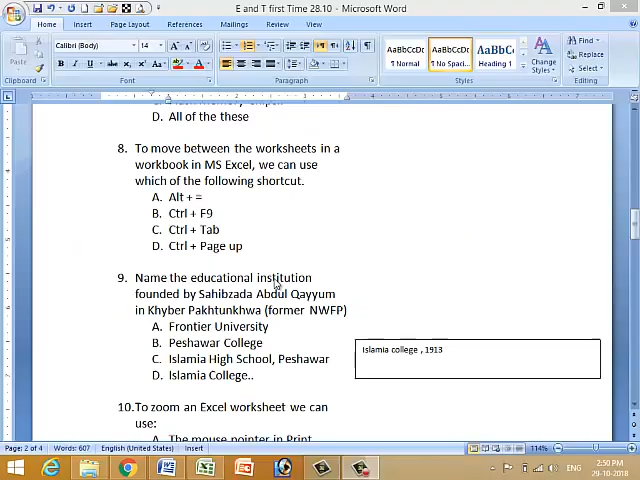 E and T first Time 28.10 - Microsoft Word
Home Insert Page Layout References Mailings Review View
Calibri (Body) 14
AaBbCcDc AaBbCcDc AaBbCc
Find
Replace
Select
Paste
¶ Normal ¶ No Spaci... Heading 1
Change
Styles
Editing
Clipboard Font Paragraph Styles
D. All of the these
8. To move between the worksheets in a
workbook in MS Excel, we can use
which of the following shortcut.
A. Alt + =
B. Ctrl + F9
C. Ctrl + Tab
D. Ctrl + Page up
9. Name the educational institution
founded by Sahibzada Abdul Qayyum
in Khyber Pakhtunkhwa (former NWFP)
A. Frontier University
B. Peshawar College
C. Islamia High School, Peshawar
D. Islamia College..
Islamia college , 1913
10. To zoom an Excel worksheet we can
use:
A. The mouse pointer in Print
Page: 2 of 4 Words: 607 English (United States) Insert 114%
ENG
2:50 PM
29-10-2018